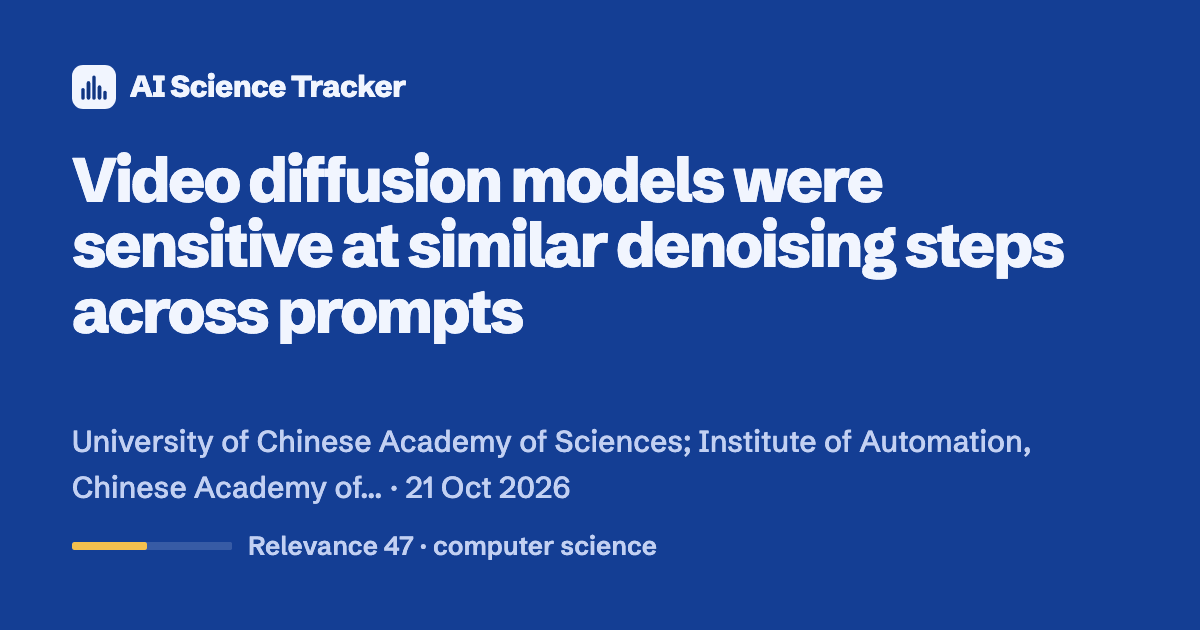 AI Science Tracker
Video diffusion models were
sensitive at similar denoising steps
across prompts
University of Chinese Academy of Sciences; Institute of Automation,
Chinese Academy of... · 21 Oct 2026
Relevance 47 · computer science